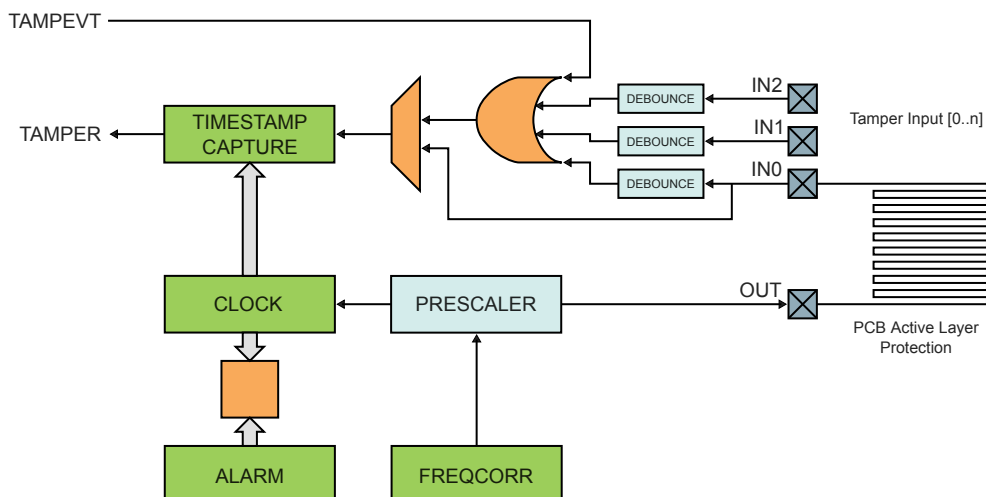 TAMPEVT
IN2
DEBOUNCE
TAMPER
TIMESTAMP
CAPTURE
Tamper Input [0..n]
IN1
DEBOUNCE
IN0
DEBOUNCE
CLOCK
PRESCALER
OUT
PCB Active Layer
Protection
ALARM
FREQCORR